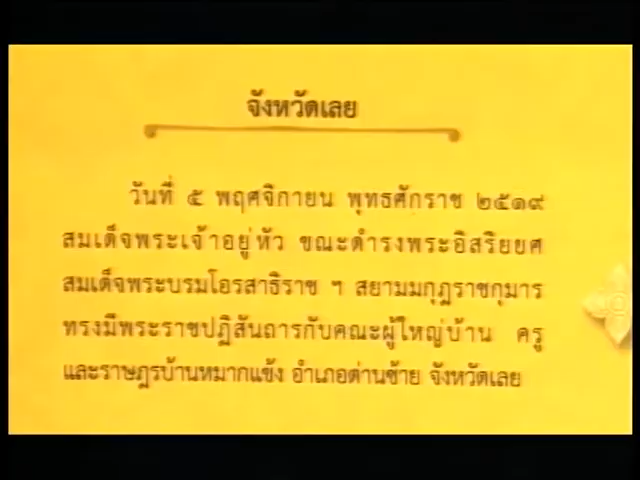 จังหวัดเลย
วันที่ ๕ พฤศจิกายน พุทธศักราช ๒๕๑๙
สมเด็จพระเจ้าอยู่หัว ขณะดำรงพระอิสริยยศ
สมเด็จพระบรมโอรสาธิราช ฯ สยามมกุฎราชกุมาร
ทรงมีพระราชปฏิสันถารกับคณะผู้ใหญ่บ้าน ครู
และราษฎรบ้านหมากแข้ง อำเภอด่านซ้าย จังหวัดเลย